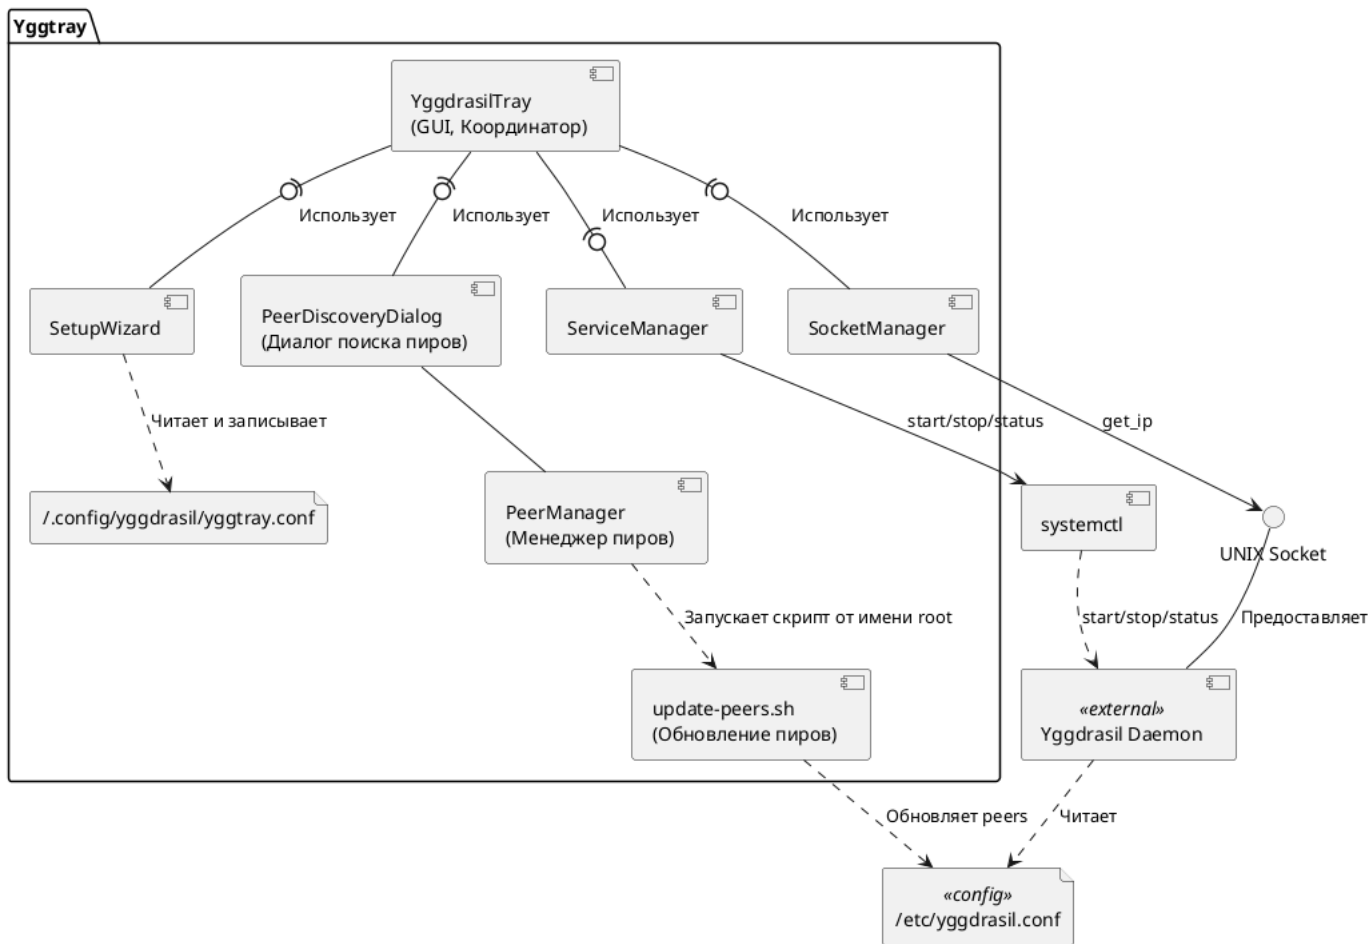 Yggtray
YggdrasilTray
(GUI, Координатор)
Использует
Использует
Использует
Использует
SetupWizard
PeerDiscoveryDialog
(Диалог поиска пиров)
ServiceManager
SocketManager
Читает и записывает
start/stop/status
get_ip
/.config/yggdrasil/yggtray.conf
PeerManager
(Менеджер пиров)
systemctl
UNIX Socket
Запускает скрипт от имени root
start/stop/status
Предоставляет
update-peers.sh
(Обновление пиров)
«external»
Yggdrasil Daemon
Обновляет peers
Читает
«config»
/etc/yggdrasil.conf